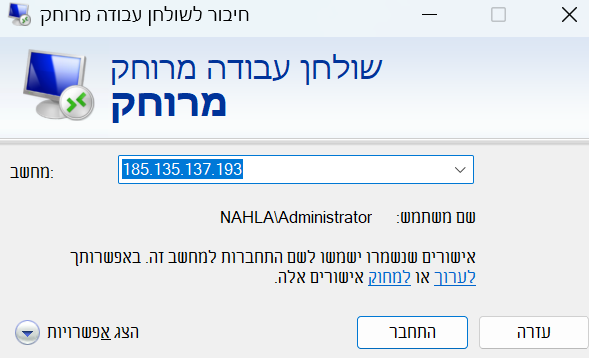 חיבור לשולחן עבודה מרוחק
שולחן עבודה מרוחק
מרוחק
מחשב:
185.135.137.193
שם משתמש: NAHLA\Administrator
אישורים שנשמרו ישמשו לשם התחברות למחשב זה. באפשרותך
לערוך או למחוק אישורים אלה.
הצג אפשרויות
התחבר
עזרה